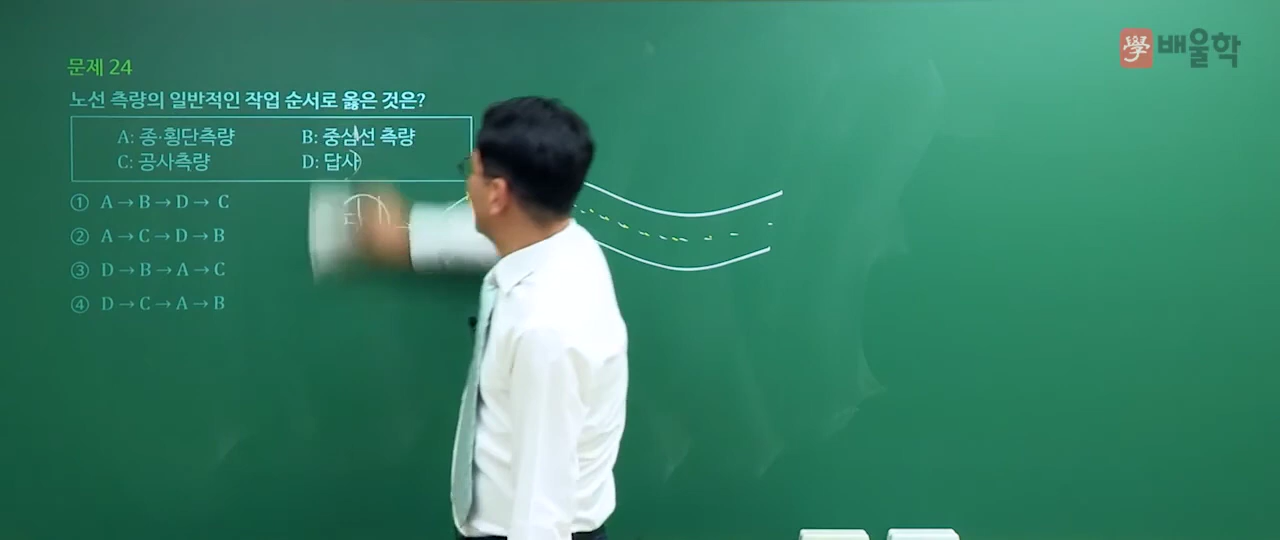 學 배울학
문제 24
노선 측량의 일반적인 작업 순서로 옳은 것은?
A: 종·횡단측량 B: 중심선 측량
C: 공사측량 D: 답사
① A → B → D → C
② A → C → D → B
③ D → B → A → C
④ D → C → A → B